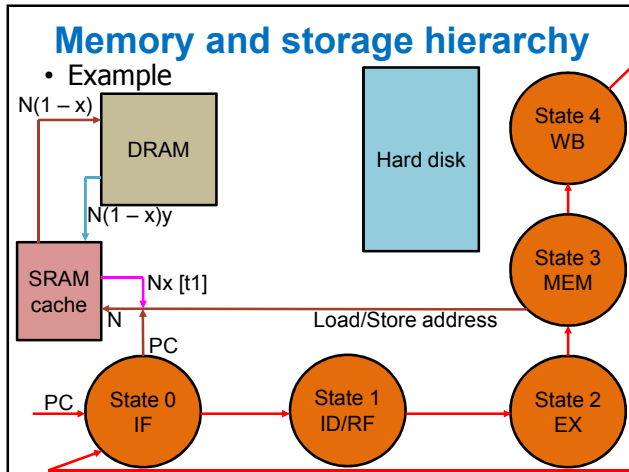 Memory and storage hierarchy
• Example
N(1 – x)
DRAM
N(1 – x)y
Hard disk
State 4
WB
SRAM
cache
Nx [t1]
N
Load/Store address
State 3
MEM
PC
PC
State 0
IF
State 1
ID/RF
State 2
EX